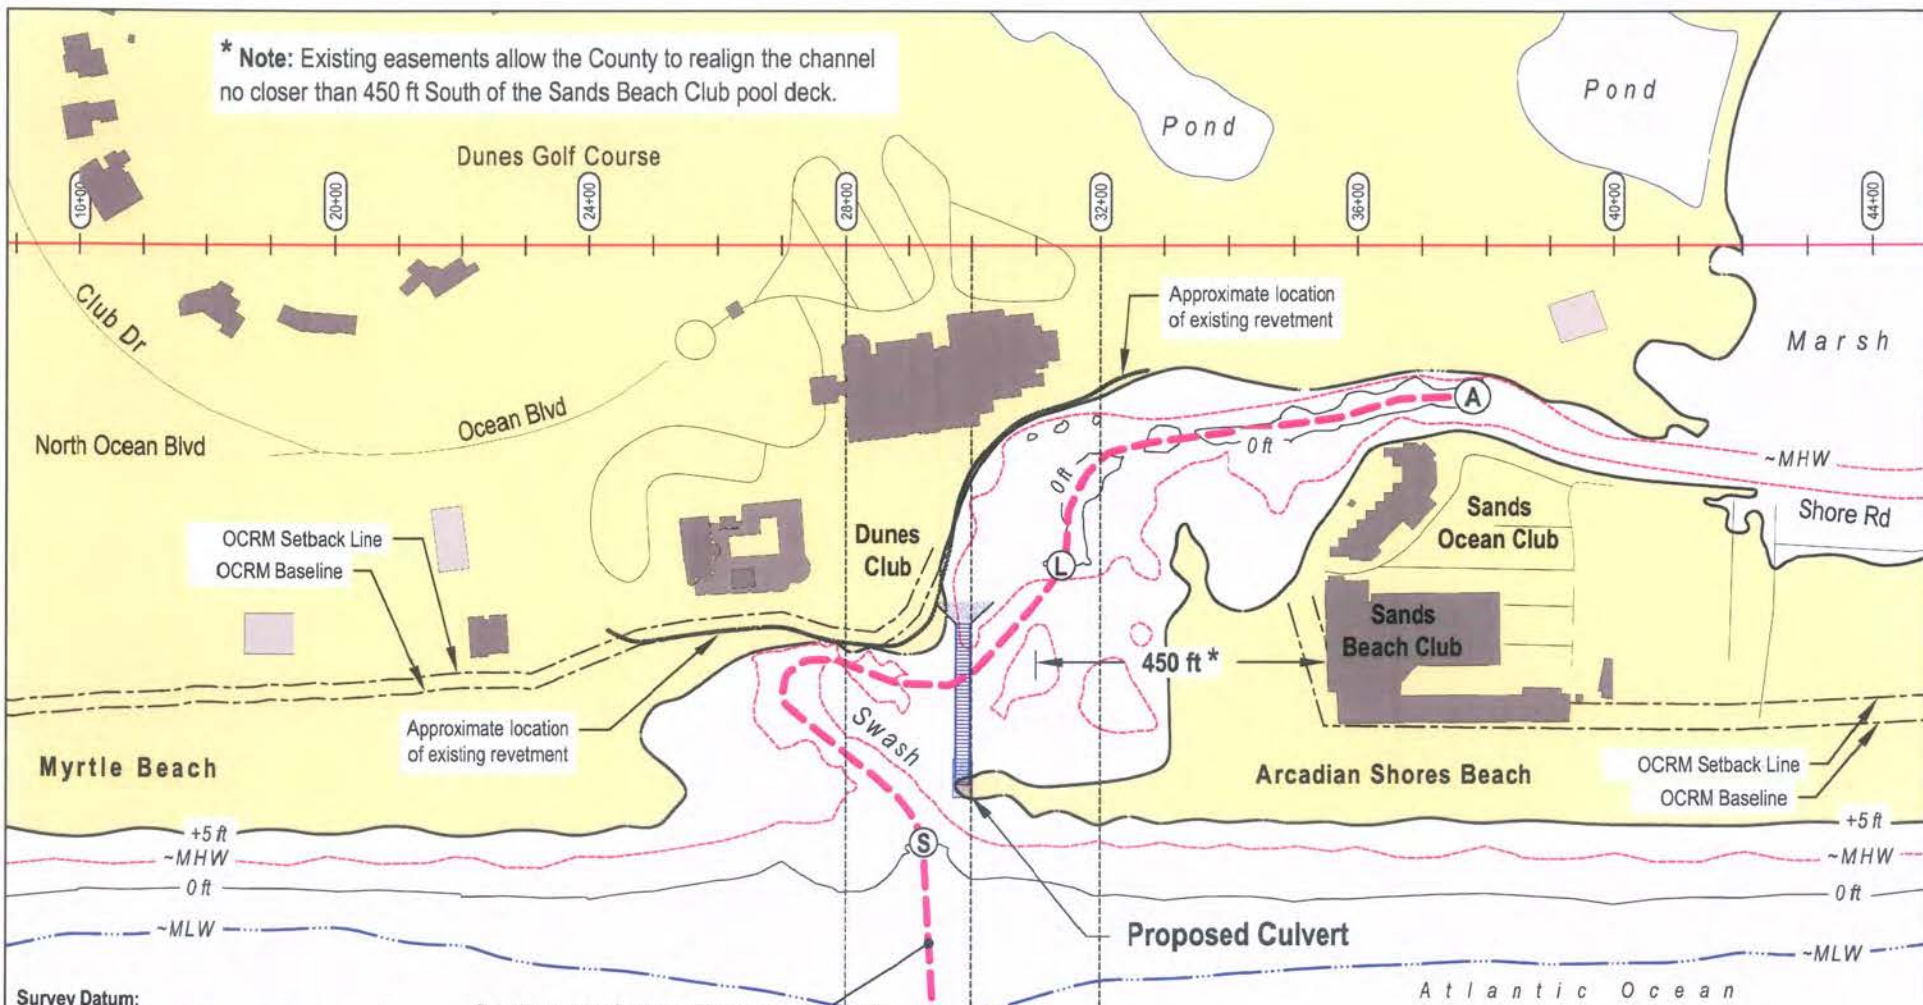 * Note: Existing easements allow the County to realign the channel
no closer than 450 ft South of the Sands Beach Club pool deck.
Pond
Pond
Dunes Golf Course
16+00
20+00
24+00
28+00
32+00
36+00
40+00
44+00
Club Dr
Approximate location
of existing revetment
Marsh
Ocean Blvd
North Ocean Blvd
A
0 ft
~MHW
0 ft
Sands
Ocean Club
Shore Rd
OCRM Setback Line
OCRM Baseline
Dunes
Club
L
Sands
Beach Club
450 ft *
Approximate location
of existing revetment
Swash
Myrtle Beach
Arcadian Shores Beach
OCRM Setback Line
OCRM Baseline
+5 ft
+5 ft
S
~MHW
~MHW
0 ft
0 ft
~MLW
Proposed Culvert
~MLW
Atlantic Ocean
Survey Datum: